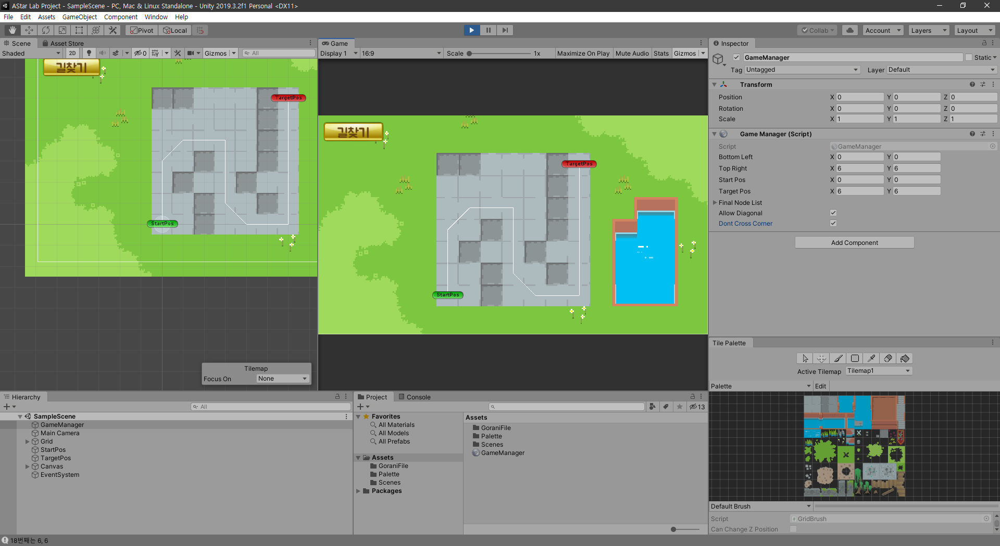 AStar Lab Project - SampleScene - PC, Mac & Linux Standalone - Unity 2019.3.2f1 Personal <DX11>
File Edit Assets GameObject Component Window Help
Pivot Local Collab Account Layers Layout
Scene Asset Store
Shaded 2D 0 Gizmos All
길찾기
TargetPos
StartPos
Tilemap
Focus On None
Game
Display 1 16:9 Scale 1x Maximize On Play Mute Audio Stats Gizmos
길찾기
TargetPos
StartPos
Inspector
GameManager Static
Tag Untagged Layer Default
Transform
Position X 0 Y 0 Z 0
Rotation X 0 Y 0 Z 0
Scale X 1 Y 1 Z 1
Game Manager (Script)
Script GameManager
Bottom Left X 0 Y 0
Top Right X 6 Y 6
Start Pos X 0 Y 0
Target Pos X 6 Y 6
Final Node List
Allow Diagonal
Dont Cross Corner
Add Component
Tile Palette
Active Tilemap Tilemap1
Palette Edit
Default Brush
Script GridBrush
Can Change Z Position
Hierarchy
All
SampleScene
GameManager
Main Camera
Grid
StartPos
TargetPos
Canvas
EventSystem
Project Console
13
Favorites
All Materials
All Models
All Prefabs
Assets
GoraniFile
Palette
Scenes
Packages
Assets
GoraniFile
Palette
Scenes
GameManager
18번째는 6, 6